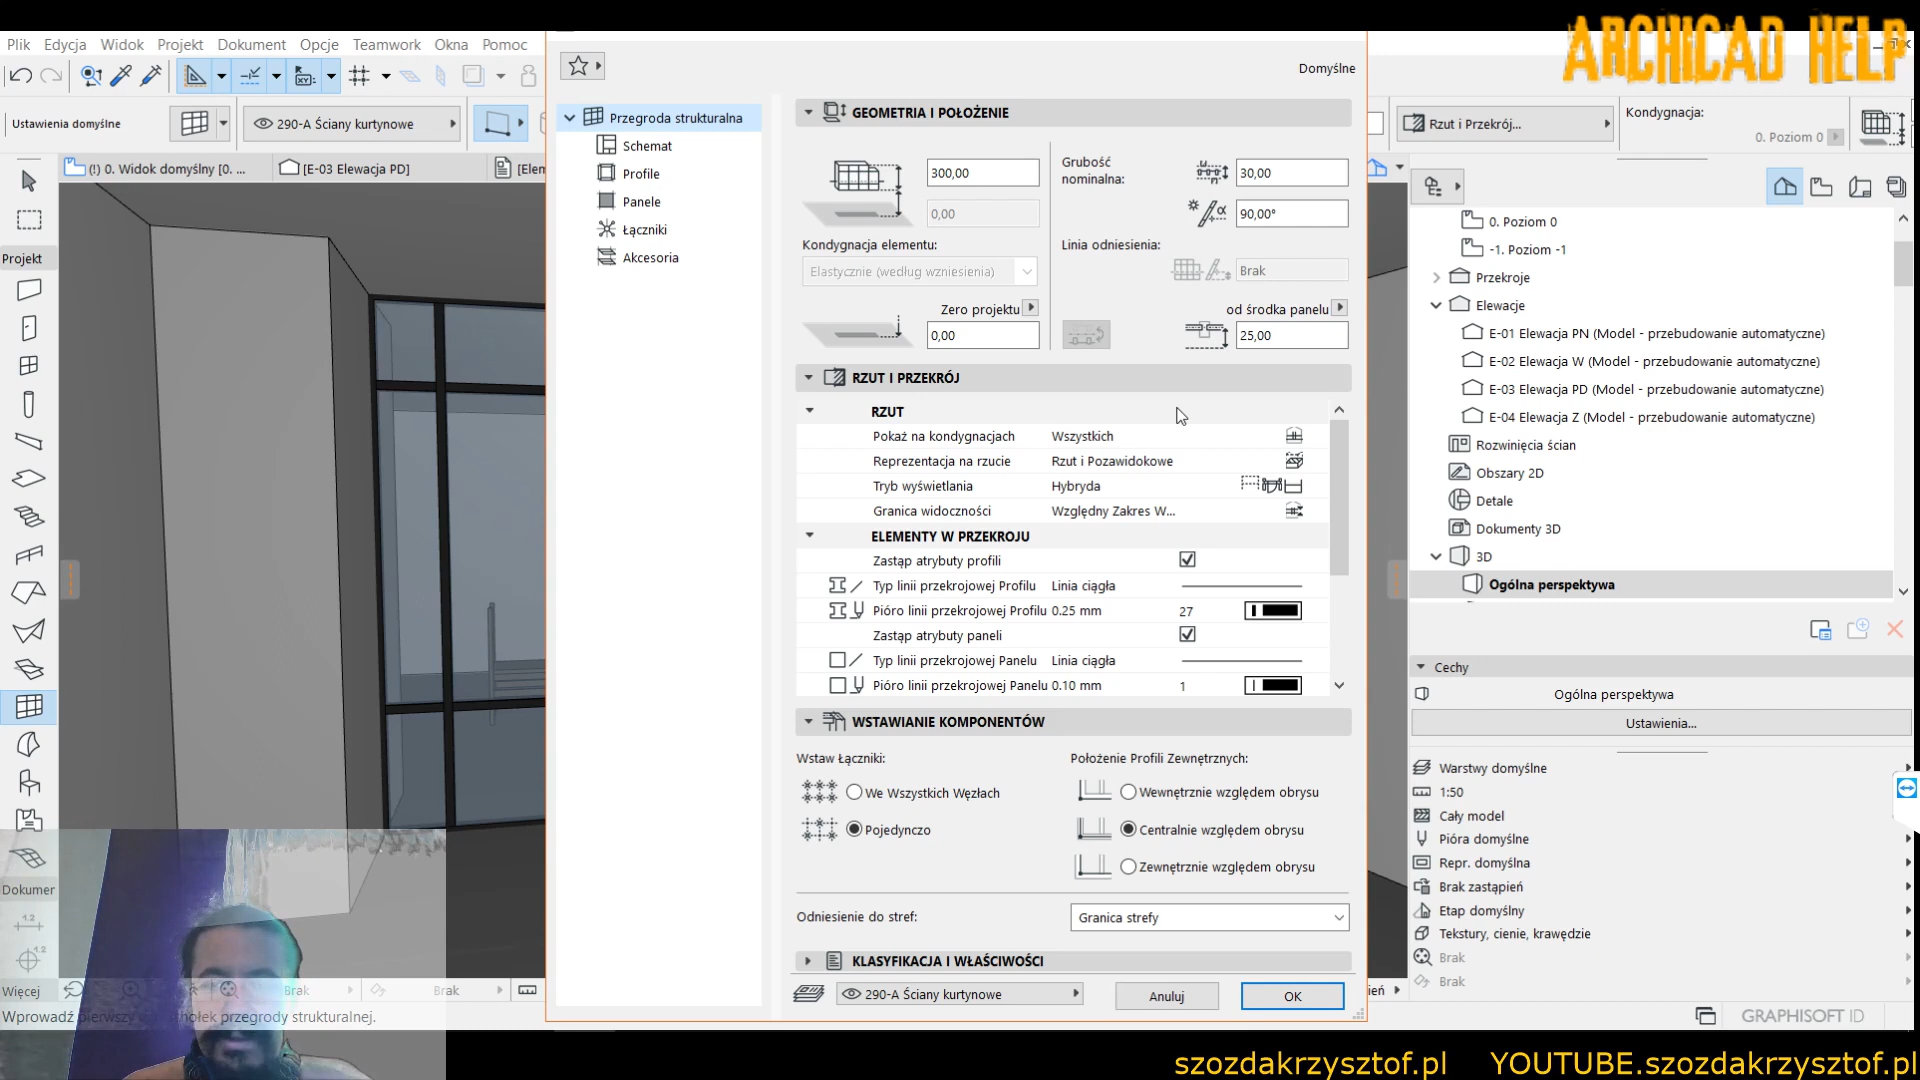 ARCHICAD HELP
Plik Edycja Widok Projekt Dokument Opcje Teamwork Okna Pomoc
Domyślne
Ustawienia domyślne
290-A Ściany kurtynowe
Rzut i Przekrój...
Kondygnacja:
0. Poziom 0
(!) 0. Widok domyślny [0. ...
[E-03 Elewacja PD]
[Elem
Projekt
Przegroda strukturalna
Schemat
Profile
Panele
Łączniki
Akcesoria
GEOMETRIA I POŁOŻENIE
300,00
0,00
Grubość
nominalna:
30,00
90,00°
Kondygnacja elementu:
Elastycznie (według wzniesienia)
Linia odniesienia:
Brak
Zero projektu
0,00
od środka panelu
25,00
RZUT I PRZEKRÓJ
RZUT
Pokaż na kondygnacjach Wszystkich
Reprezentacja na rzucie Rzut i Pozawidokowe
Tryb wyświetlania Hybryda
Granica widoczności Względny Zakres W...
ELEMENTY W PRZEKROJU
Zastąp atrybuty profili
Typ linii przekrojowej Profilu Linia ciągła
Pióro linii przekrojowej Profilu 0.25 mm 27
Zastąp atrybuty paneli
Typ linii przekrojowej Panelu Linia ciągła
Pióro linii przekrojowej Panelu 0.10 mm 1
WSTAWIANIE KOMPONENTÓW
Wstaw Łączniki:
We Wszystkich Węzłach
Pojedynczo
Położenie Profili Zewnętrznych:
Wewnętrznie względem obrysu
Centralnie względem obrysu
Zewnętrznie względem obrysu
Odniesienie do stref:
Granica strefy
KLASYFIKACJA I WŁAŚCIWOŚCI
290-A Ściany kurtynowe
Anuluj
OK
0. Poziom 0
-1. Poziom -1
Przekroje
Elewacje
E-01 Elewacja PN (Model - przebudowanie automatyczne)
E-02 Elewacja W (Model - przebudowanie automatyczne)
E-03 Elewacja PD (Model - przebudowanie automatyczne)
E-04 Elewacja Z (Model - przebudowanie automatyczne)
Rozwinięcia ścian
Obszary 2D
Detale
Dokumenty 3D
3D
Ogólna perspektywa
Cechy
Ogólna perspektywa
Ustawienia...
Warstwy domyślne
1:50
Cały model
Pióra domyślne
Repr. domyślna
Brak zastąpień
Etap domyślny
Tekstury, cienie, krawędzie
Brak
Brak
GRAPHISOFT ID
Dokumer
1.2
1.2
Więcej
Brak
Brak
Wprowadź pierwszy przegrody strukturalnej.
szozdakrzysztof.pl YOUTUBE.szozdakrzysztof.pl